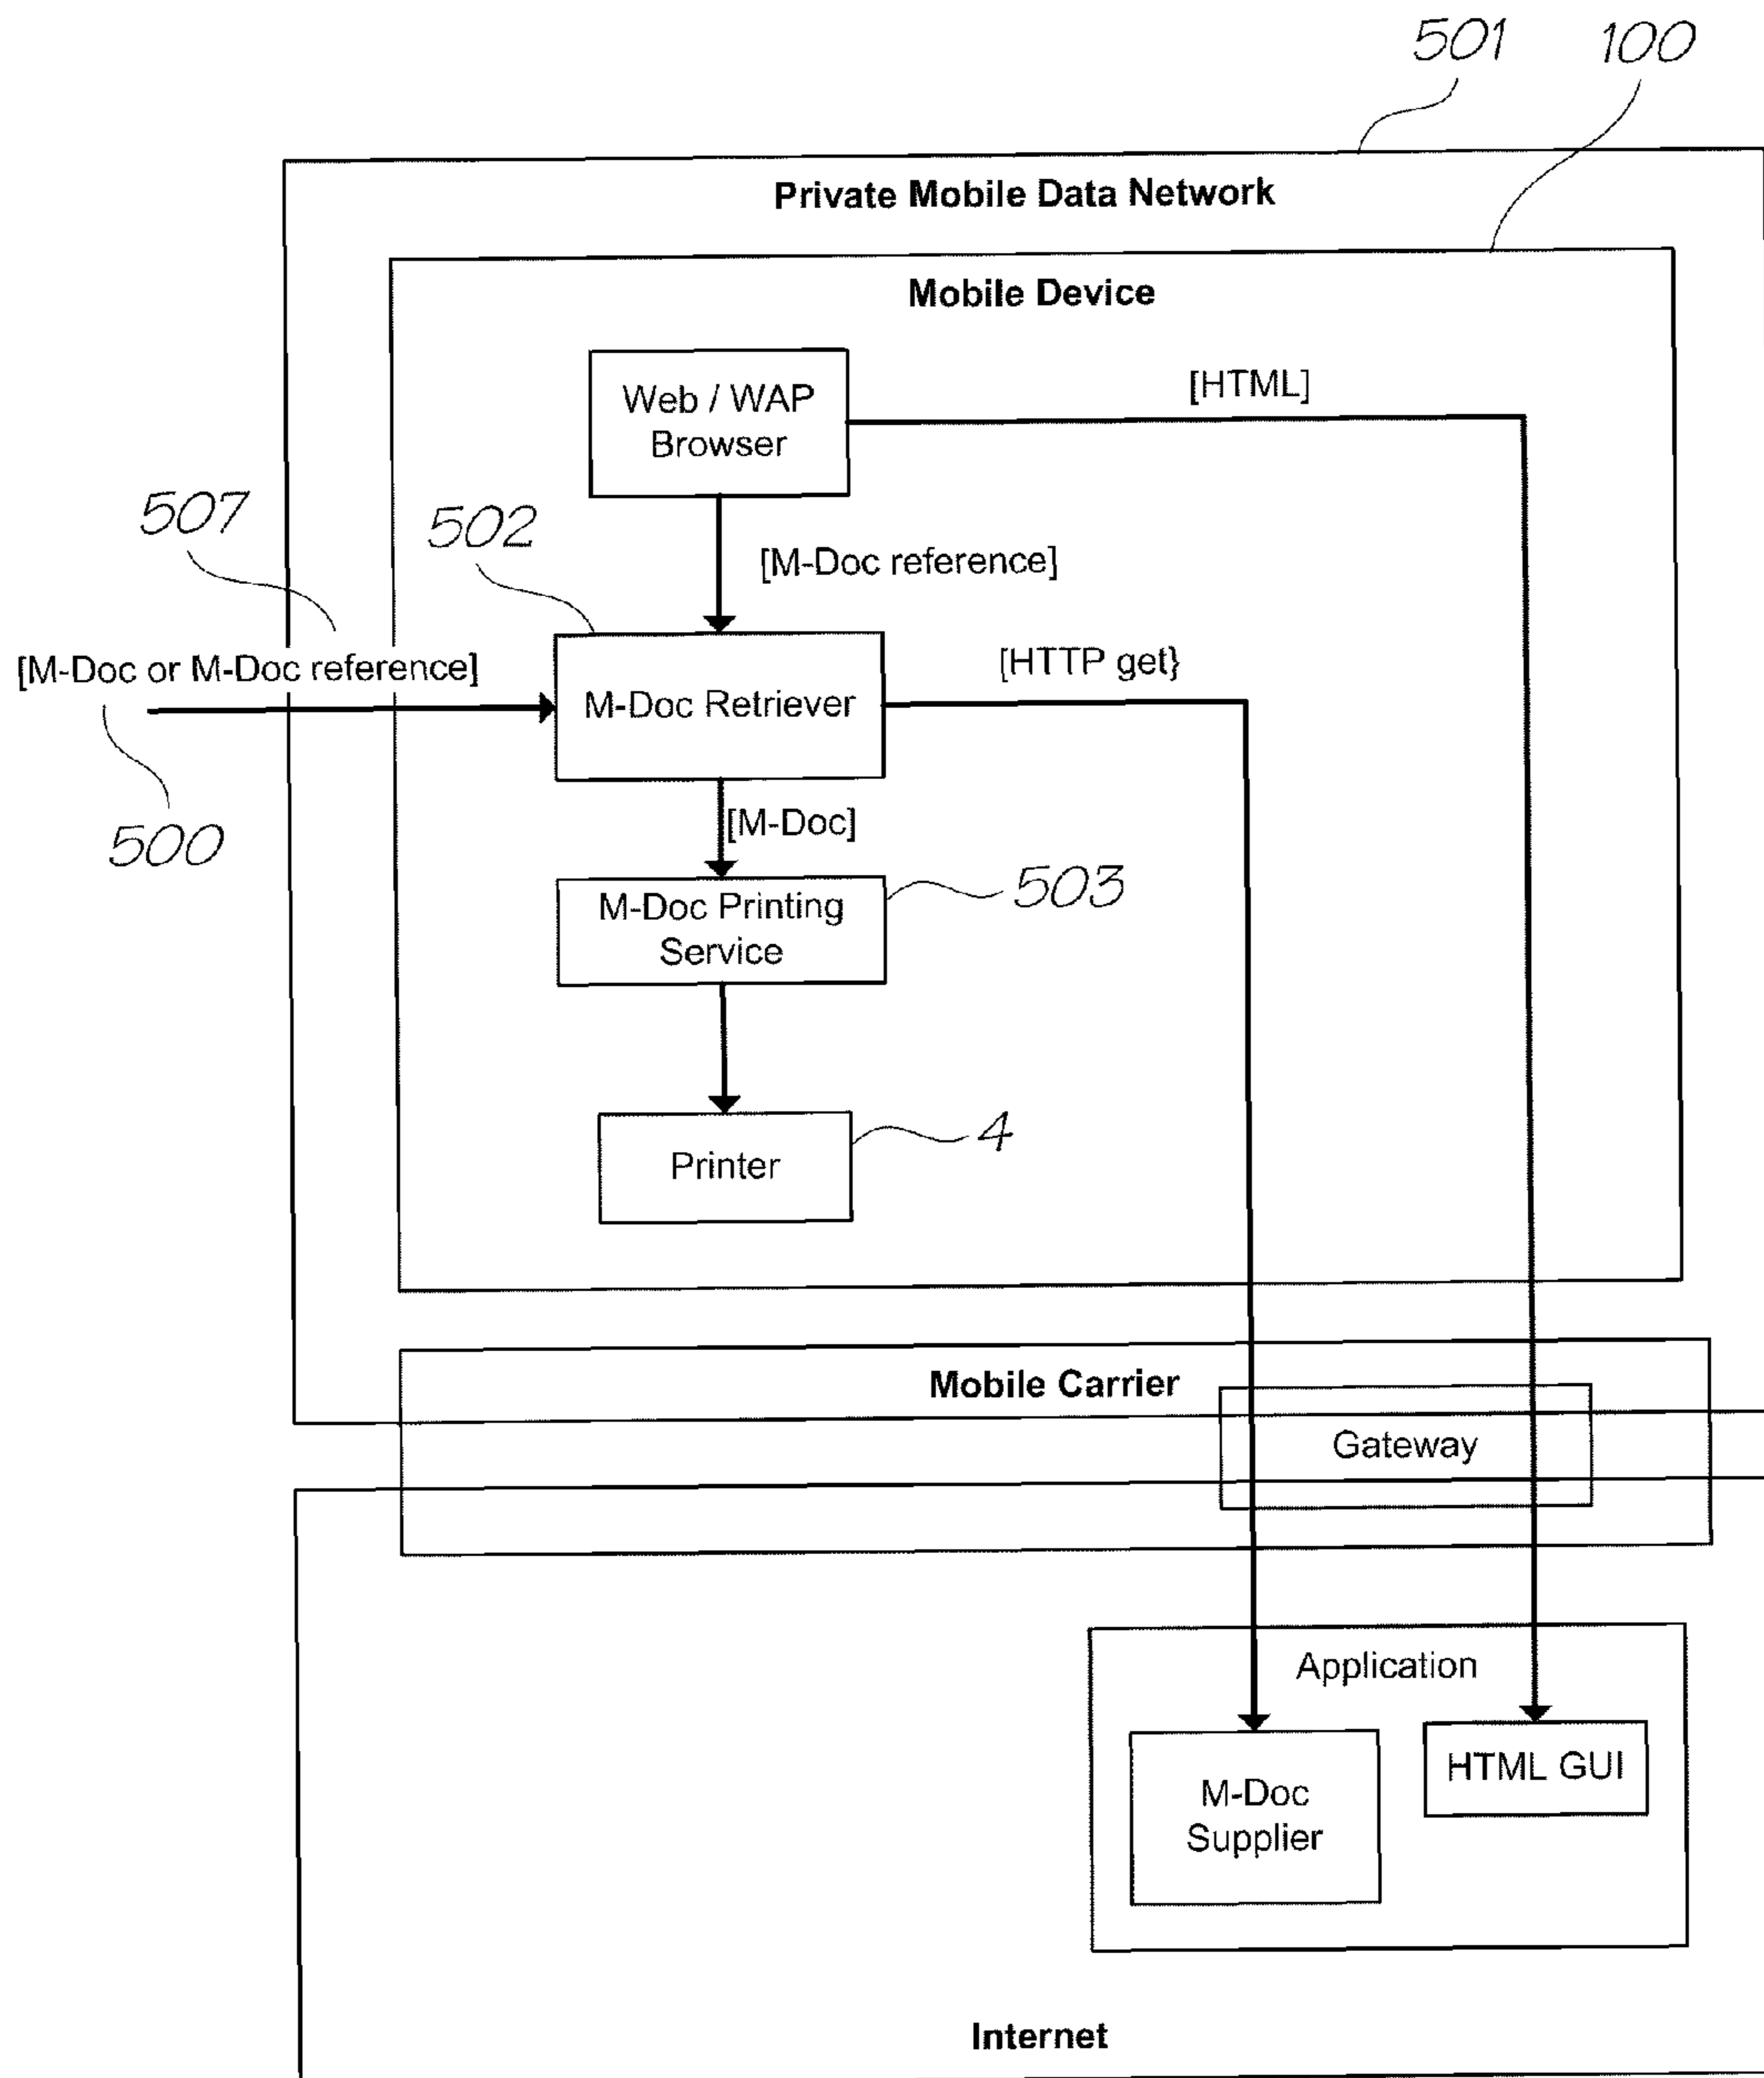 501
100
Private Mobile Data Network
Mobile Device
Web / WAP
Browser
[HTML]
507
502
[M-Doc reference]
[M-Doc or M-Doc reference]
M-Doc Retriever
[HTTP get}
500
[M-Doc]
M-Doc Printing
Service
503
Printer
4
Mobile Carrier
Gateway
Application
M-Doc
Supplier
HTML GUI
Internet